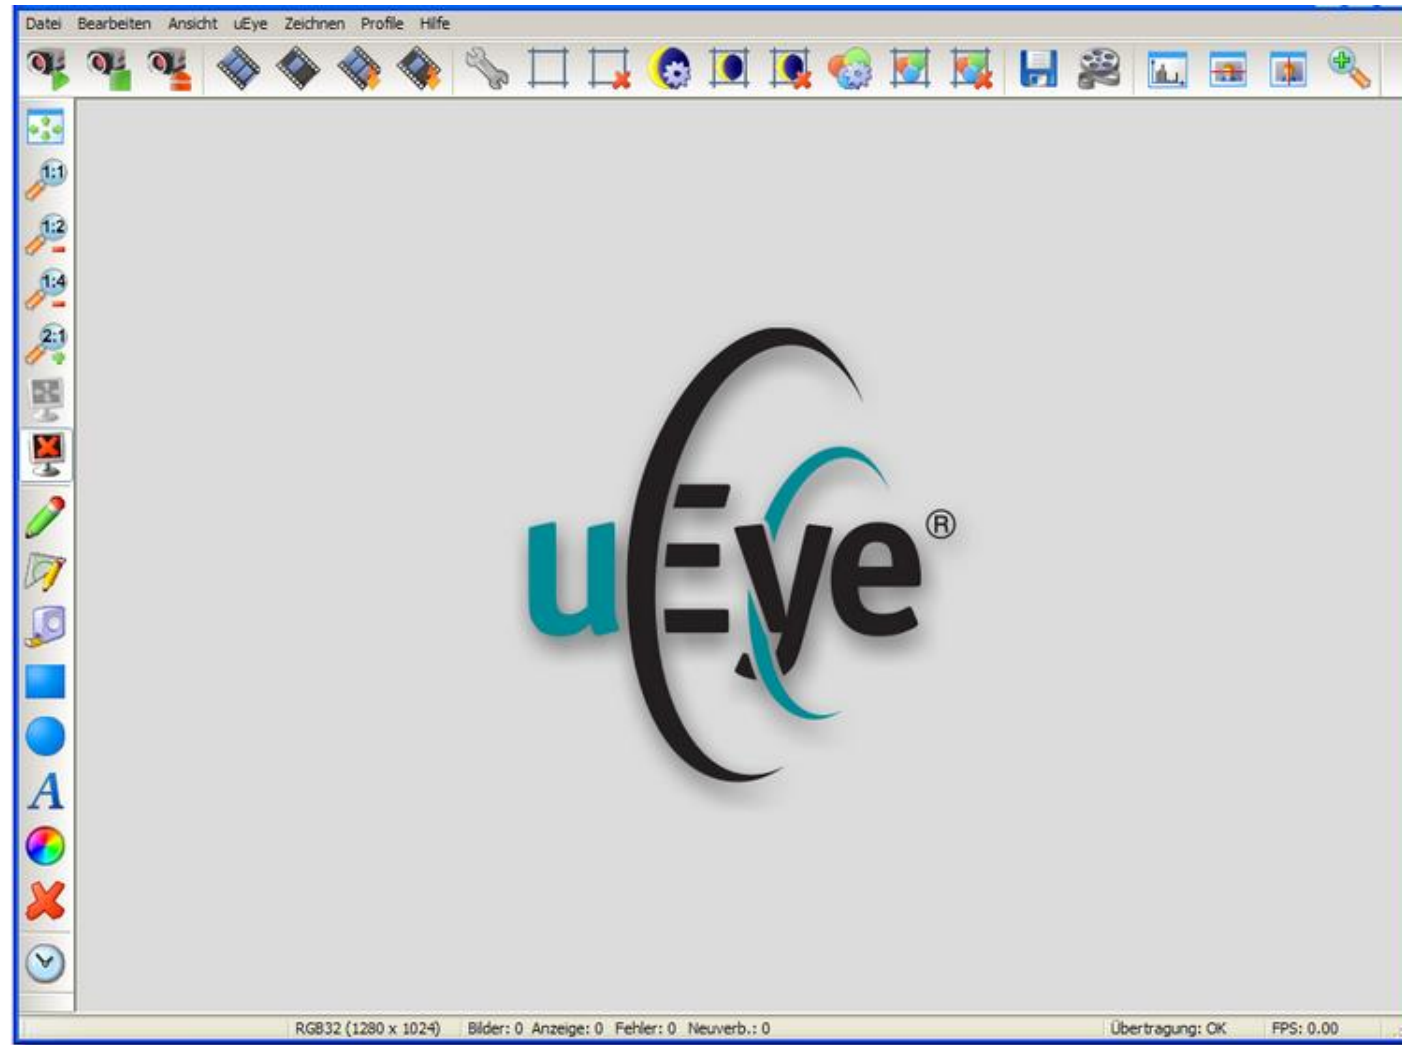 Datei Bearbeiten Ansicht uEye Zeichnen Profile Hilfe
1:1
1:2
1:4
2:1
uEye®
A
RGB32 (1280 x 1024) Bilder: 0 Anzeige: 0 Fehler: 0 Neuverb.: 0 Übertragung: OK FPS: 0.00